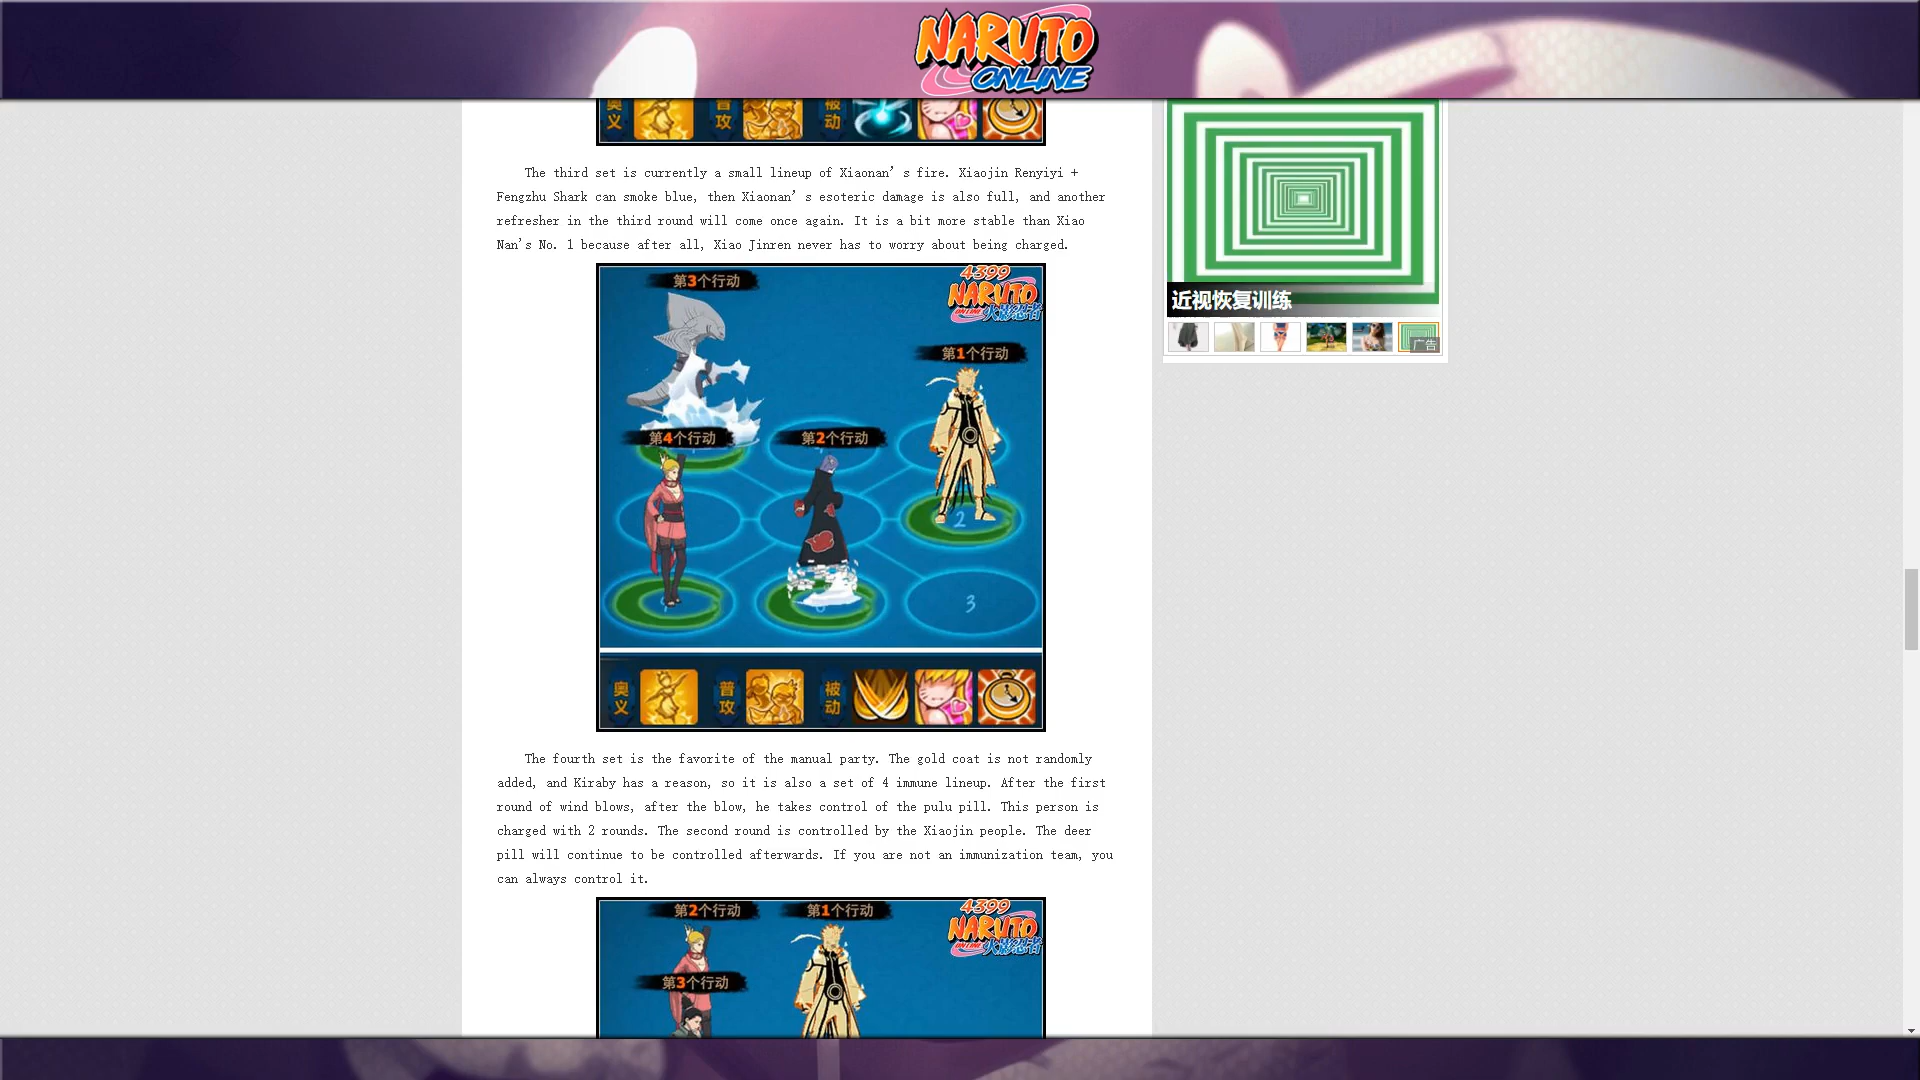 NARUTO
ONLINE
奥义 普攻 被动
The third set is currently a small lineup of Xiaonan's fire. Xiaojin Renyiyi +
Fengzhu Shark can smoke blue, then Xiaonan's esoteric damage is also full, and another
refresher in the third round will come once again. It is a bit more stable than Xiao
Nan's No. 1 because after all, Xiao Jinren never has to worry about being charged.
第3个行动
4399
NARUTO
ONLINE 火影忍者
第1个行动
第4个行动
第2个行动
2
3
奥义 普攻 被动
近视恢复训练
广告
The fourth set is the favorite of the manual party. The gold coat is not randomly
added, and Kiraby has a reason, so it is also a set of 4 immune lineup. After the first
round of wind blows, after the blow, he takes control of the pulu pill. This person is
charged with 2 rounds. The second round is controlled by the Xiaojin people. The deer
pill will continue to be controlled afterwards. If you are not an immunization team, you
can always control it.
第2个行动
第1个行动
4399
NARUTO
ONLINE 火影忍者
第3个行动